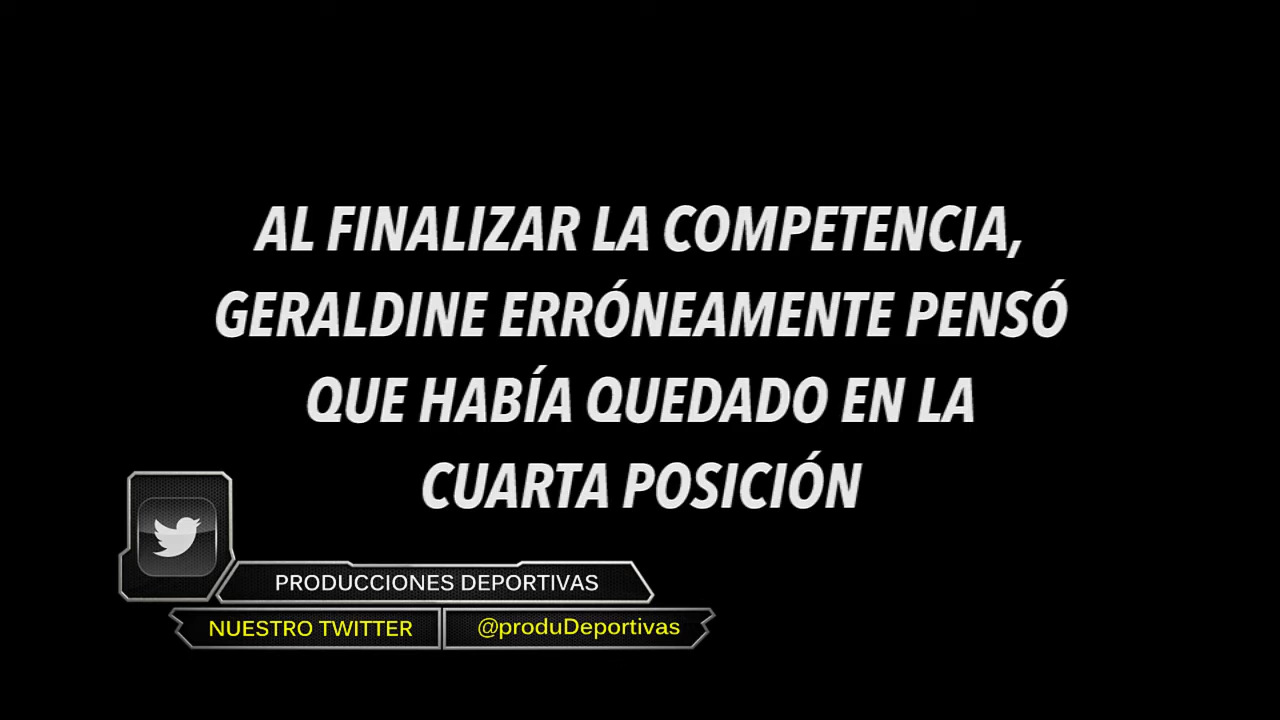 AL FINALIZAR LA COMPETENCIA,
GERALDINE ERRÓNEAMENTE PENSÓ
QUE HABÍA QUEDADO EN LA
CUARTA POSICIÓN
PRODUCCIONES DEPORTIVAS
NUESTRO TWITTER @produDeportivas